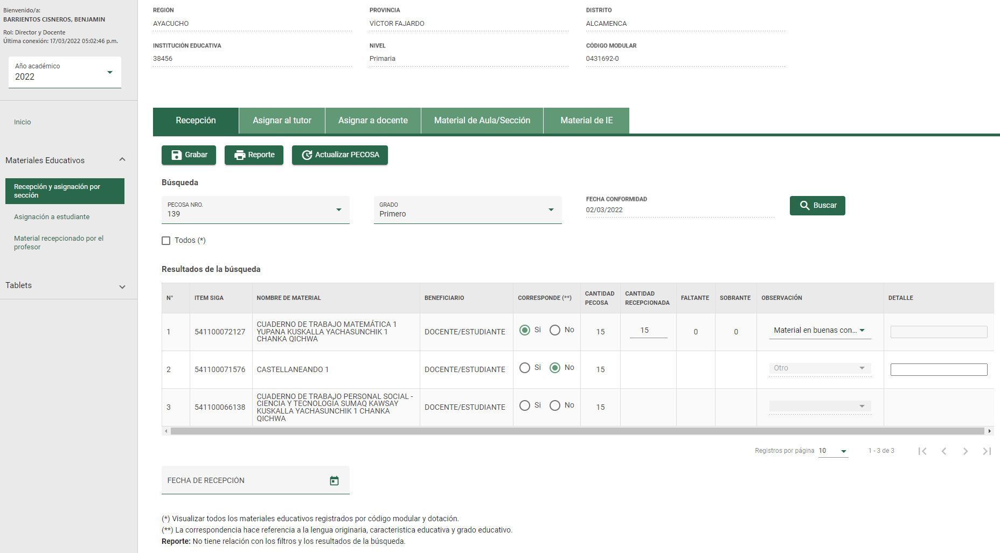 Bienvenido/a:
BARRIENTOS CISNEROS, BENJAMIN
Rol: Director y Docente
Última conexión: 17/03/2022 05:02:46 p.m.
Año académico
2022
Inicio
Materiales Educativos
Recepción y asignación por
sección
Asignación a estudiante
Material recepcionado por el
profesor
Tablets
REGIÓN
AYACUCHO
PROVINCIA
VÍCTOR FAJARDO
DISTRITO
ALCAMENCA
INSTITUCIÓN EDUCATIVA
38456
NIVEL
Primaria
CÓDIGO MODULAR
0431692-0
Recepción
Asignar al tutor
Asignar a docente
Material de Aula/Sección
Material de IE
Grabar
Reporte
Actualizar PECOSA
Búsqueda
PECOSA NRO.
139
GRADO
Primero
FECHA CONFORMIDAD
02/03/2022
Buscar
Todos (*)
Resultados de la búsqueda
N° ITEM SIGA NOMBRE DE MATERIAL BENEFICIARIO CORRESPONDE (**) CANTIDAD PECOSA CANTIDAD RECEPCIONADA FALTANTE SOBRANTE OBSERVACIÓN DETALLE
1 541100072127 CUADERNO DE TRABAJO MATEMÁTICA 1
YUPANA KUSKALLA YACHASUNCHIK 1
CHANKA QICHWA
DOCENTE/ESTUDIANTE Si No 15 15 0 0 Material en buenas con...
2 541100071576 CASTELLANEANDO 1 DOCENTE/ESTUDIANTE Si No 15 Otro
3 541100066138 CUADERNO DE TRABAJO PERSONAL SOCIAL -
CIENCIA Y TECNOLOGÍA SUMAQ KAWSAY
KUSKALLA YACHASUNCHIK 1 CHANKA
QICHWA
DOCENTE/ESTUDIANTE Si No 15
Registros por página 10 1 - 3 de 3
FECHA DE RECEPCIÓN
(*) Visualizar todos los materiales educativos registrados por código modular y dotación.
(**) La correspondencia hace referencia a la lengua originaria, caracteristica educativa y grado educativo.
Reporte: No tiene relación con los filtros y los resultados de la búsqueda.